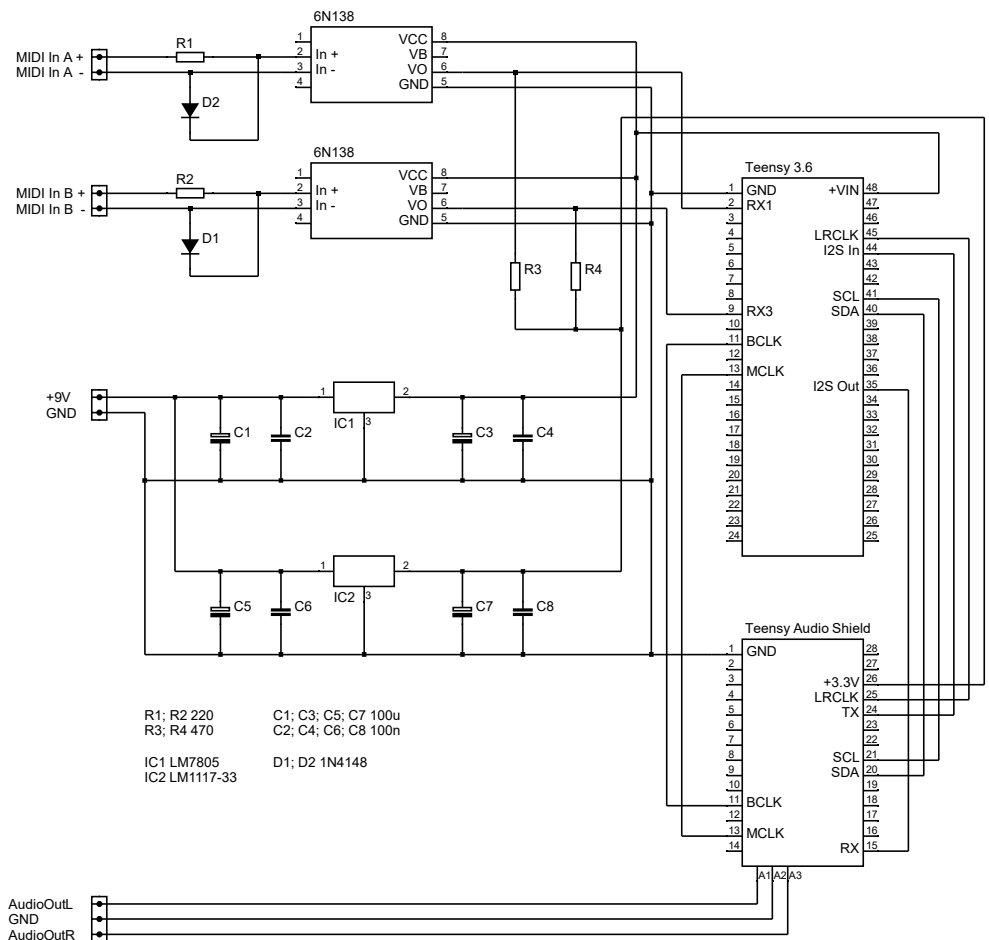 6N138
MIDI In A +
MIDI In A -
R1
D2
1
2
3
4
In +
In -
VCC
VB
VO
GND
8
7
6
5
6N138
MIDI In B +
MIDI In B -
R2
D1
1
2
3
4
In +
In -
VCC
VB
VO
GND
8
7
6
5
R3
R4
+9V
GND
C1
C2
1
2
3
IC1
C3
C4
C5
C6
1
2
3
IC2
C7
C8
Teensy 3.6
1 GND
2 RX1
3
4
5
6
7
8
9 RX3
10
11 BCLK
12
13 MCLK
14
15
16
17
18
19
20
21
22
23
24
+VIN 48
47
46
LRCLK 45
I2S In 44
43
42
SCL 41
SDA 40
39
38
37
36
I2S Out 35
34
33
32
31
30
29
28
27
26
25
Teensy Audio Shield
1 GND
2
3
4
5
6
7
8
9
10
11 BCLK
12
13 MCLK
14
28
27
+3.3V 26
LRCLK 25
TX 24
23
22
SCL 21
SDA 20
19
18
17
16
RX 15
A1 A2 A3
R1; R2 220
R3; R4 470
IC1 LM7805
IC2 LM1117-33
C1; C3; C5; C7 100u
C2; C4; C6; C8 100n
D1; D2 1N4148
AudioOutL
GND
AudioOutR